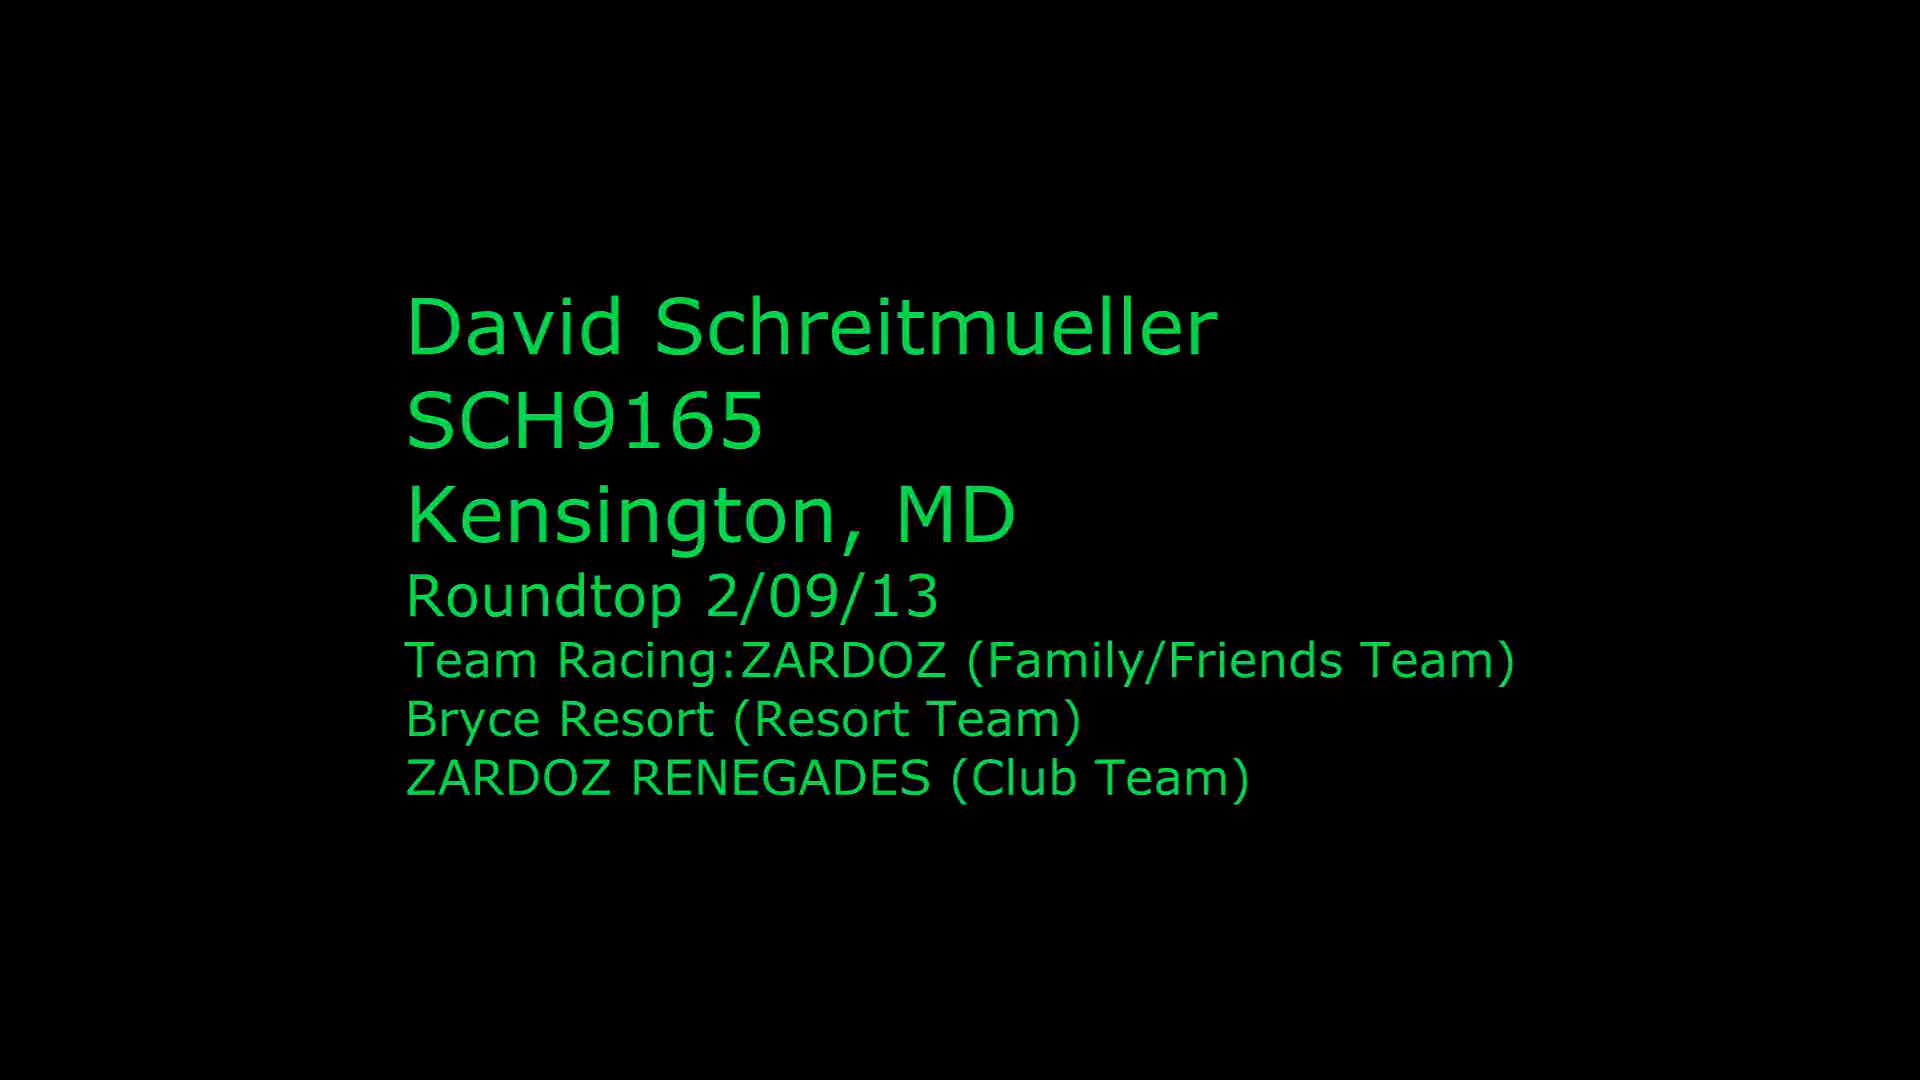 David Schreitmueller
SCH9165
Kensington, MD
Roundtop 2/09/13
Team Racing:ZARDOZ (Family/Friends Team)
Bryce Resort (Resort Team)
ZARDOZ RENEGADES (Club Team)